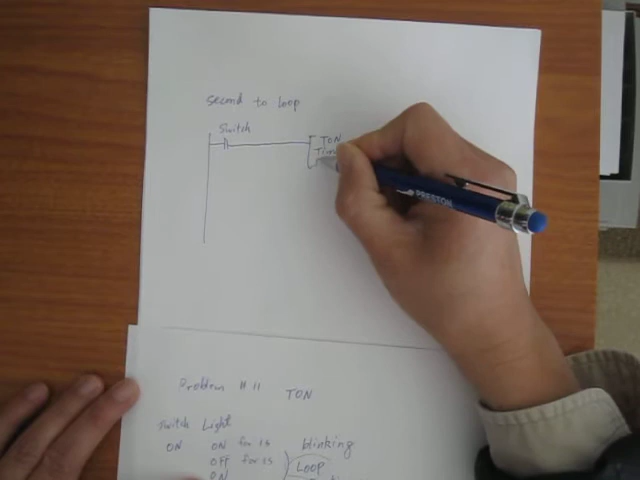 second to loop
Switch
TON
PRESTON
Problem # 11 TON
Switch Light
ON ON for 1s blinking
OFF for 1s Loop
ON